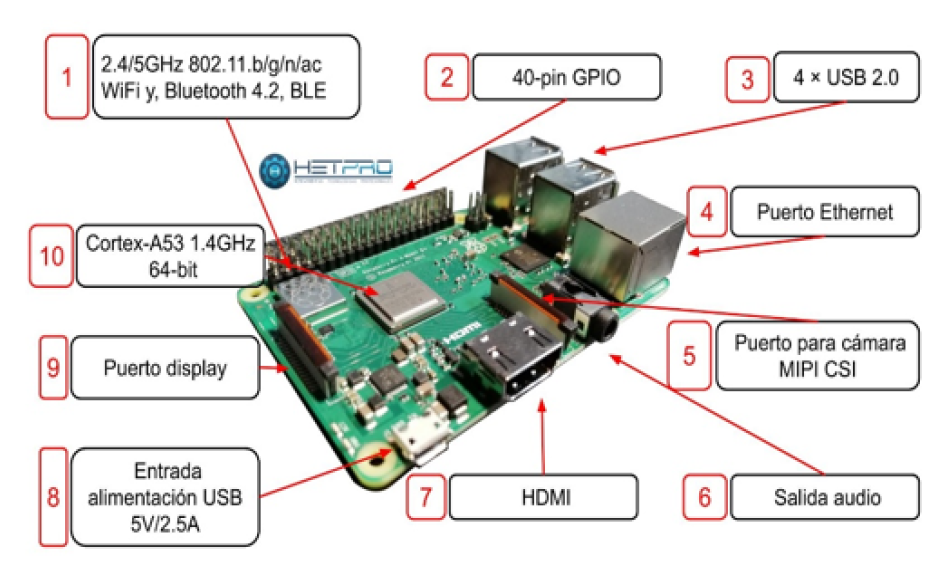 1
2.4/5GHz 802.11.b/g/n/ac
WiFi y, Bluetooth 4.2, BLE
2
40-pin GPIO
3
4 × USB 2.0
HETPRO
4
Puerto Ethernet
10
Cortex-A53 1.4GHz
64-bit
HDMI
5
Puerto para cámara
MIPI CSI
9
Puerto display
8
Entrada
alimentación USB
5V/2.5A
7
HDMI
6
Salida audio